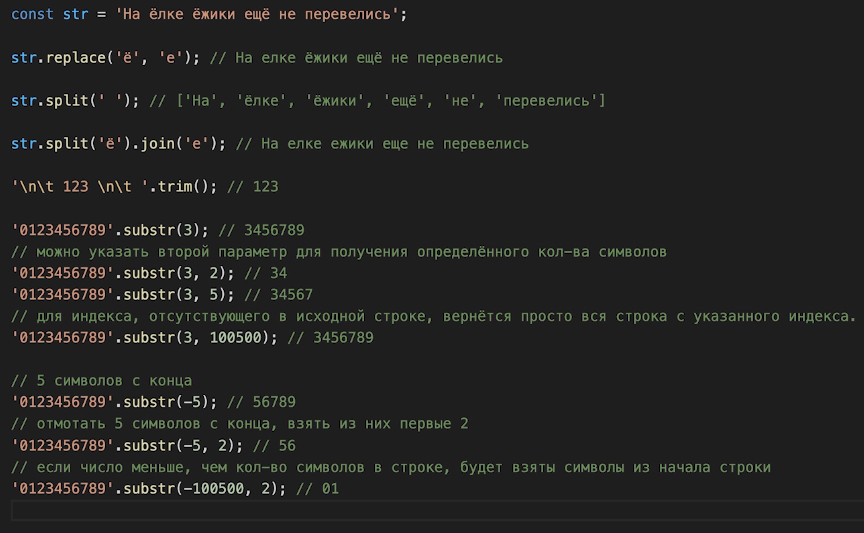 const str = 'На ёлке ёжики ещё не перевелись';
str.replace('ё', 'е'); // На елке ёжики ещё не перевелись
str.split(' '); // ['На', 'ёлке', 'ёжики', 'ещё', 'не', 'перевелись']
str.split('ё').join('е'); // На елке ежики еще не перевелись
'\n\t 123 \n\t '.trim(); // 123
'0123456789'.substr(3); // 3456789
// можно указать второй параметр для получения определённого кол-ва символов
'0123456789'.substr(3, 2); // 34
'0123456789'.substr(3, 5); // 34567
// для индекса, отсутствующего в исходной строке, вернётся просто вся строка с указанного индекса.
'0123456789'.substr(3, 100500); // 3456789
// 5 символов с конца
'0123456789'.substr(-5); // 56789
// отмотать 5 символов с конца, взять из них первые 2
'0123456789'.substr(-5, 2); // 56
// если число меньше, чем кол-во символов в строке, будет взяты символы из начала строки
'0123456789'.substr(-100500, 2); // 01